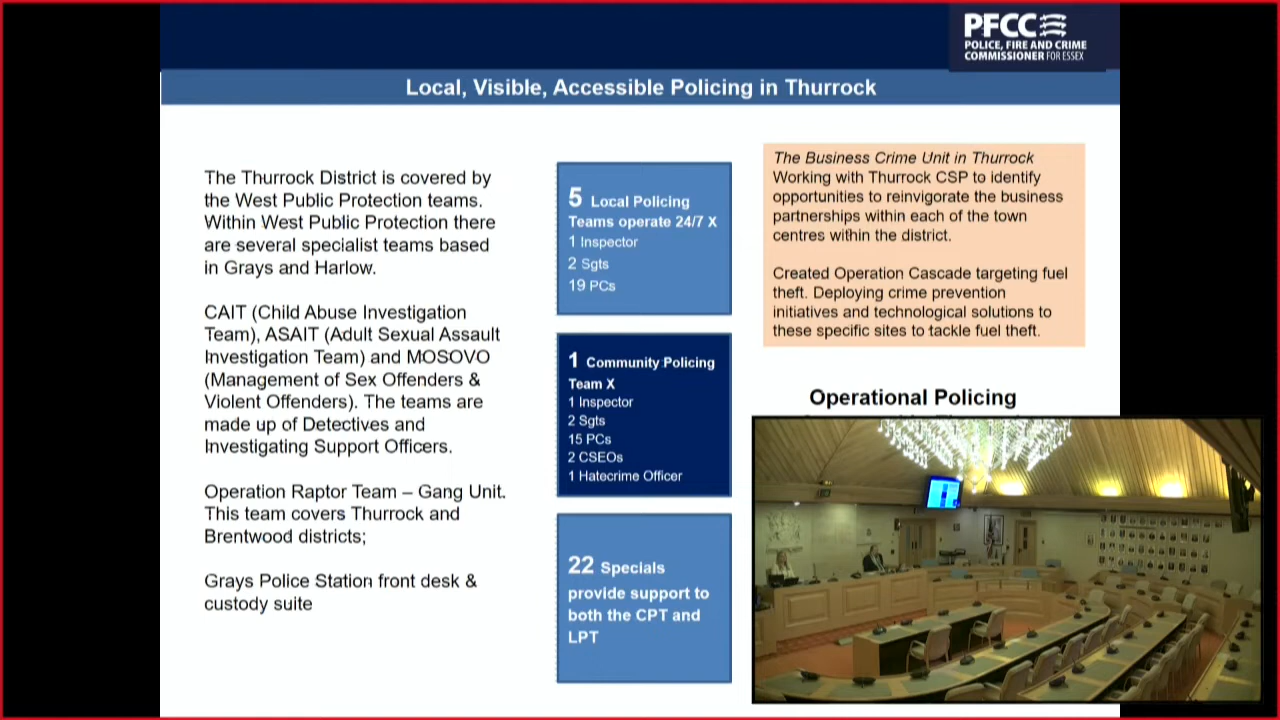 PFCC
POLICE, FIRE AND CRIME
COMMISSIONER FOR ESSEX
Local, Visible, Accessible Policing in Thurrock
The Thurrock District is covered by
the West Public Protection teams.
Within West Public Protection there
are several specialist teams based
in Grays and Harlow.
CAIT (Child Abuse Investigation
Team), ASAIT (Adult Sexual Assault
Investigation Team) and MOSOVO
(Management of Sex Offenders &
Violent Offenders). The teams are
made up of Detectives and
Investigating Support Officers.
Operation Raptor Team – Gang Unit.
This team covers Thurrock and
Brentwood districts;
Grays Police Station front desk &
custody suite
5 Local Policing
Teams operate 24/7 X
1 Inspector
2 Sgts
19 PCs
1 Community Policing
Team X
1 Inspector
2 Sgts
15 PCs
2 CSEOs
1 Hatecrime Officer
22 Specials
provide support to
both the CPT and
LPT
The Business Crime Unit in Thurrock
Working with Thurrock CSP to identify
opportunities to reinvigorate the business
partnerships within each of the town
centres within the district.
Created Operation Cascade targeting fuel
theft. Deploying crime prevention
initiatives and technological solutions to
these specific sites to tackle fuel theft.
Operational Policing